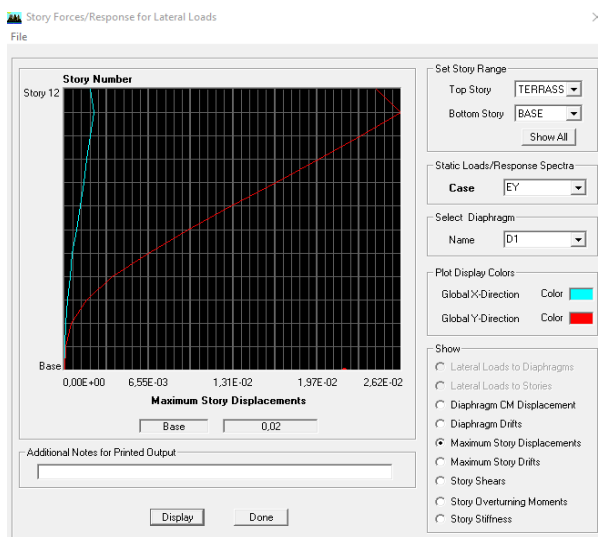 Story Forces/Response for Lateral Loads
File
Story Number
Story 12
Base
0,00E+00 6,55E-03 1,31E-02 1,97E-02 2,62E-02
Maximum Story Displacements
Base 0,02
Additional Notes for Printed Output
Display Done
Set Story Range
Top Story TERRASS
Bottom Story BASE
Show All
Static Loads/Response Spectra
Case EY
Select Diaphragm
Name D1
Plot Display Colors
Global X-Direction Color
Global Y-Direction Color
Show
Lateral Loads to Diaphragms
Lateral Loads to Stories
Diaphragm CM Displacement
Diaphragm Drifts
Maximum Story Displacements
Maximum Story Drifts
Story Shears
Story Overturning Moments
Story Stiffness